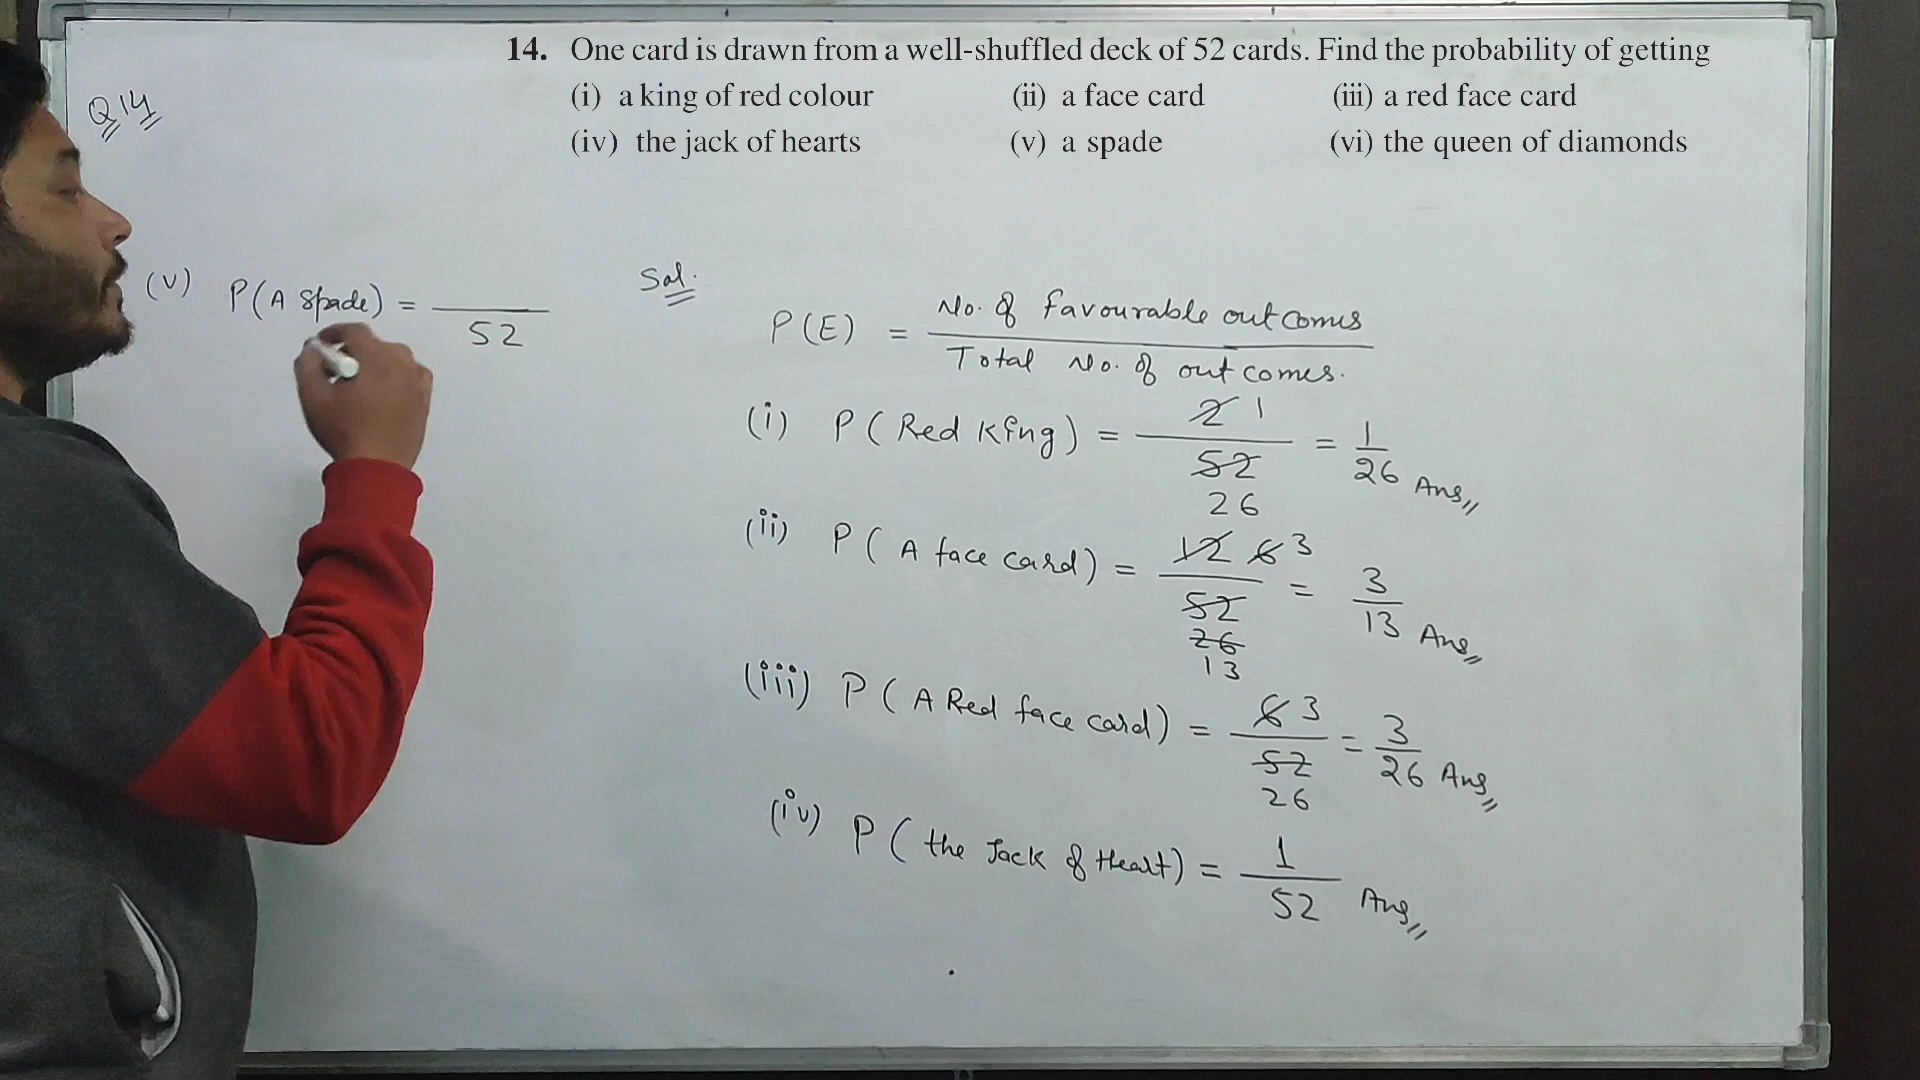 14. One card is drawn from a well-shuffled deck of 52 cards. Find the probability of getting
(i) a king of red colour (ii) a face card (iii) a red face card
(iv) the jack of hearts (v) a spade (vi) the queen of diamonds
Q14
Sol.
P(E) = No. of favourable outcomes / Total No. of outcomes.
(i) P(Red King) = 2 1 / 52 26 = 1/26 Ans
(ii) P(A face card) = 12 6 3 / 52 26 13 = 3/13 Ans
(iii) P(A Red face card) = 6 3 / 52 26 = 3/26 Ans
(iv) P(the Jack of Heart) = 1/52 Ans
(v) P(A Spade) = /52